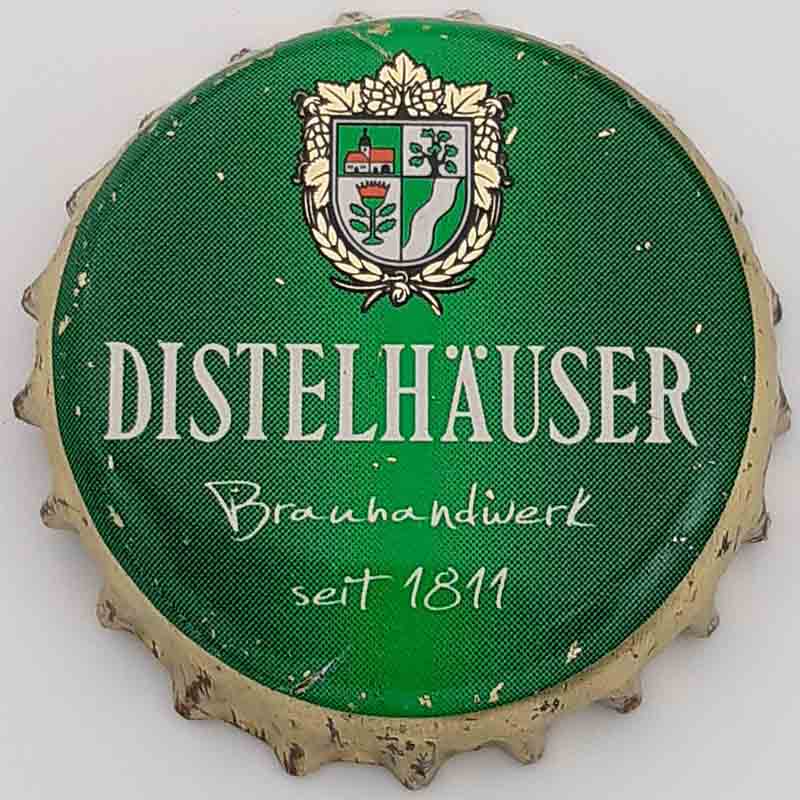 DISTELHÄUSER
Brauhandwerk
seit 1811